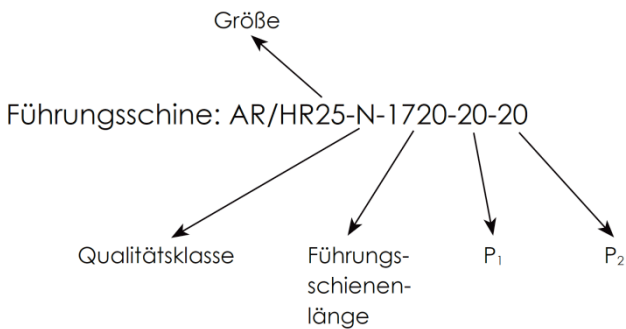 Größe
Führungsschine: AR/HR25-N-1720-20-20
Qualitätsklasse
Führungs-
schienen-
länge
P₁
P₂